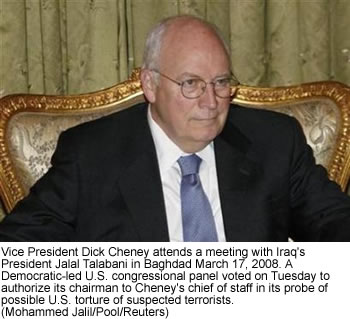 Vice President Dick Cheney attends a meeting with Iraq's
President Jalal Talabani in Baghdad March 17, 2008. A
Democratic-led U.S. congressional panel voted on Tuesday to
authorize its chairman to Cheney's chief of staff in its probe of
possible U.S. torture of suspected terrorists.
(Mohammed Jalil/Pool/Reuters)